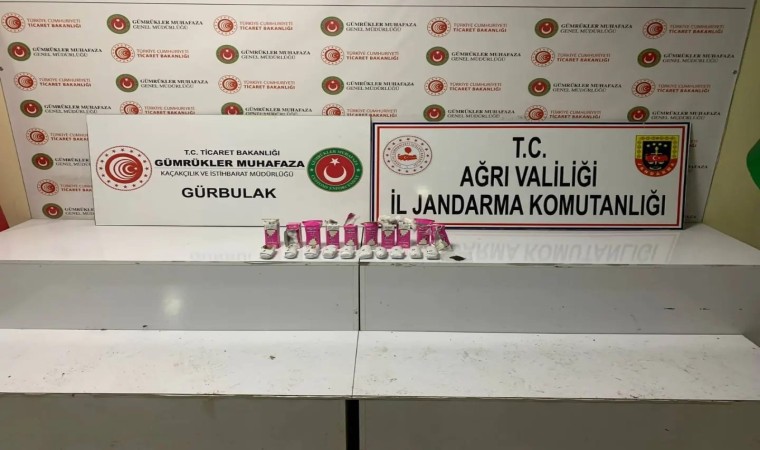 TÜRKİYE CUMHURİYETİ
TİCARET BAKANLIĞI
GÜMRÜKLER MUHAFAZA
GENEL MÜDÜRLÜĞÜ
T.C. TİCARET BAKANLIĞI
GÜMRÜKLER MUHAFAZA
KAÇAKÇILIK VE İSTİHBARAT MÜDÜRLÜĞÜ
GÜRBULAK
T.C.
AĞRI VALİLİĞİ
İL JANDARMA KOMUTANLIĞI